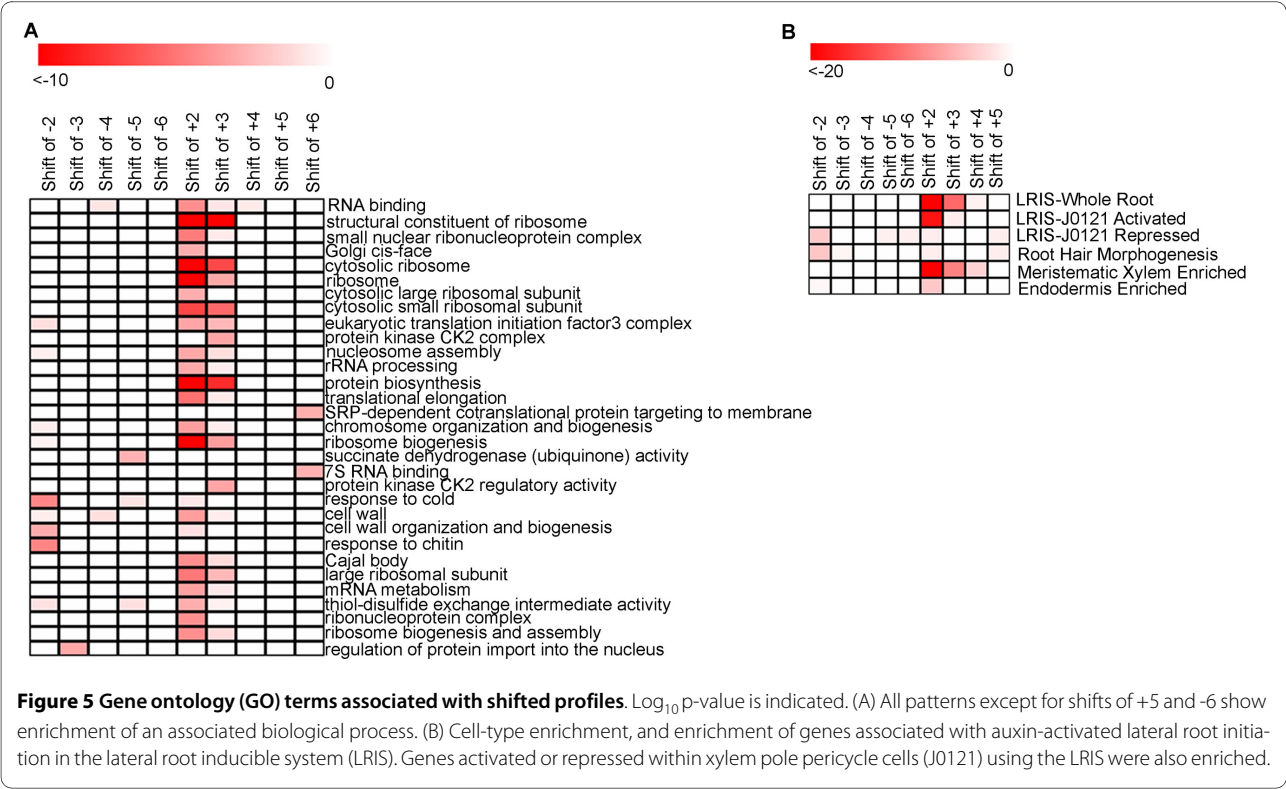 A
<-10 0
Shift of -2
Shift of -3
Shift of -4
Shift of -5
Shift of -6
Shift of +2
Shift of +3
Shift of +4
Shift of +5
Shift of +6
RNA binding
structural constituent of ribosome
small nuclear ribonucleoprotein complex
Golgi cis-face
cytosolic ribosome
ribosome
cytosolic large ribosomal subunit
cytosolic small ribosomal subunit
eukaryotic translation initiation factor3 complex
protein kinase CK2 complex
nucleosome assembly
rRNA processing
protein biosynthesis
translational elongation
SRP-dependent cotranslational protein targeting to membrane
chromosome organization and biogenesis
ribosome biogenesis
succinate dehydrogenase (ubiquinone) activity
7S RNA binding
protein kinase CK2 regulatory activity
response to cold
cell wall
cell wall organization and biogenesis
response to chitin
Cajal body
large ribosomal subunit
mRNA metabolism
thiol-disulfide exchange intermediate activity
ribonucleoprotein complex
ribosome biogenesis and assembly
regulation of protein import into the nucleus
B
<-20 0
Shift of -2
Shift of -3
Shift of -4
Shift of -5
Shift of -6
Shift of +2
Shift of +3
Shift of +4
Shift of +5
LRIS-Whole Root
LRIS-J0121 Activated
LRIS-J0121 Repressed
Root Hair Morphogenesis
Meristematic Xylem Enriched
Endodermis Enriched
Figure 5 Gene ontology (GO) terms associated with shifted profiles. Log10 p-value is indicated. (A) All patterns except for shifts of +5 and -6 show
enrichment of an associated biological process. (B) Cell-type enrichment, and enrichment of genes associated with auxin-activated lateral root initia-
tion in the lateral root inducible system (LRIS). Genes activated or repressed within xylem pole pericycle cells (J0121) using the LRIS were also enriched.